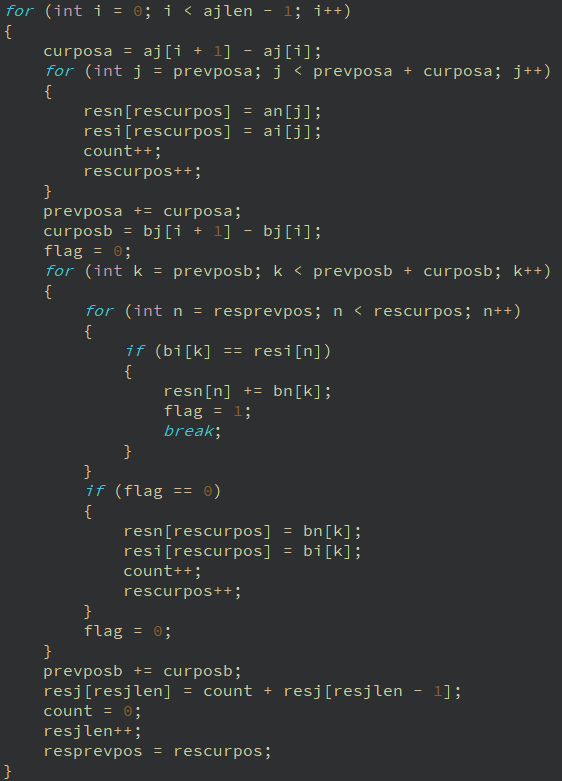 for (int i = 0; i < ajlen - 1; i++)
{
    curposa = aj[i + 1] - aj[i];
    for (int j = prevposa; j < prevposa + curposa; j++)
    {
        resn[rescurpos] = an[j];
        resi[rescurpos] = ai[j];
        count++;
        rescurpos++;
    }
    prevposa += curposa;
    curposb = bj[i + 1] - bj[i];
    flag = 0;
    for (int k = prevposb; k < prevposb + curposb; k++)
    {
        for (int n = resprevpos; n < rescurpos; n++)
        {
            if (bi[k] == resi[n])
            {
                resn[n] += bn[k];
                flag = 1;
                break;
            }
        }
        if (flag == 0)
        {
            resn[rescurpos] = bn[k];
            resi[rescurpos] = bi[k];
            count++;
            rescurpos++;
        }
        flag = 0;
    }
    prevposb += curposb;
    resj[resjlen] = count + resj[resjlen - 1];
    count = 0;
    resjlen++;
    resprevpos = rescurpos;
}